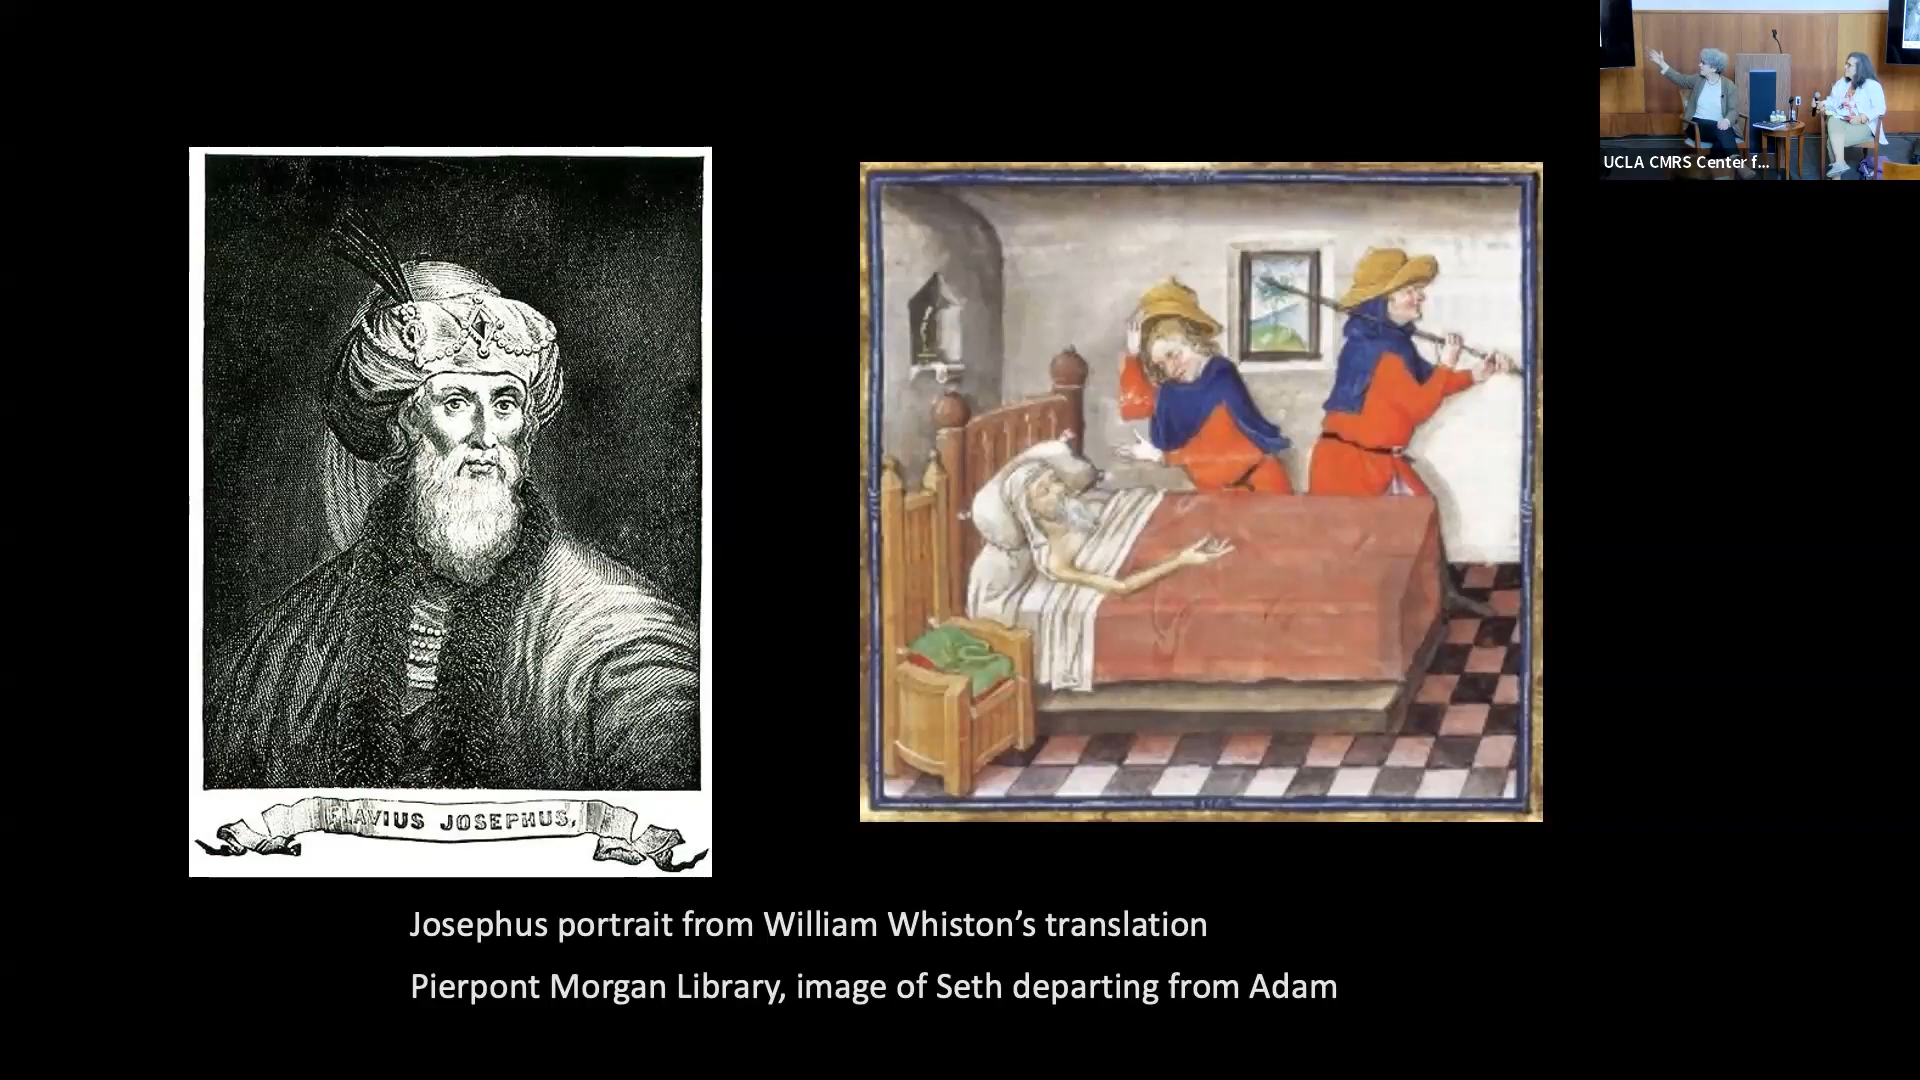 UCLA CMRS Center f...
FLAVIUS JOSEPHUS,
Josephus portrait from William Whiston’s translation
Pierpont Morgan Library, image of Seth departing from Adam